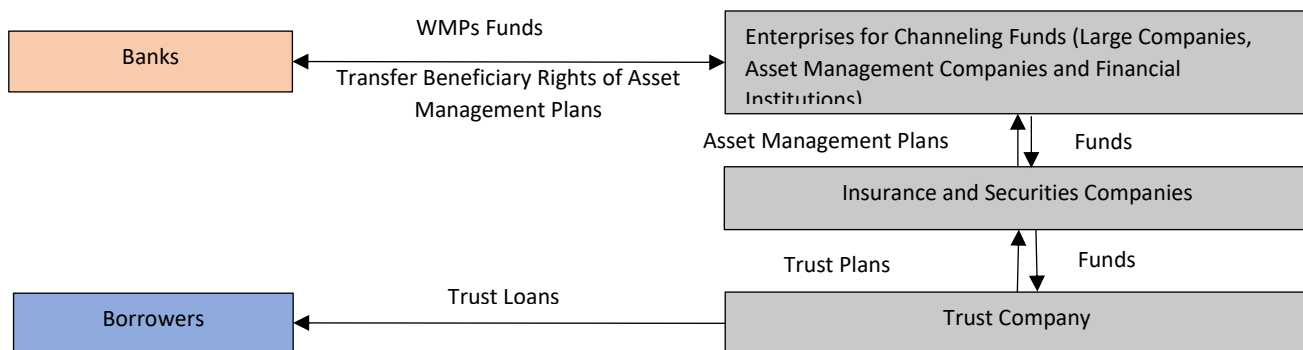 WMPs Funds
Banks
Transfer Beneficiary Rights of Asset
Management Plans
Enterprises for Channeling Funds (Large Companies,
Asset Management Companies and Financial
Institutions)
Asset Management Plans
Funds
Insurance and Securities Companies
Trust Plans
Funds
Trust Loans
Borrowers
Trust Company